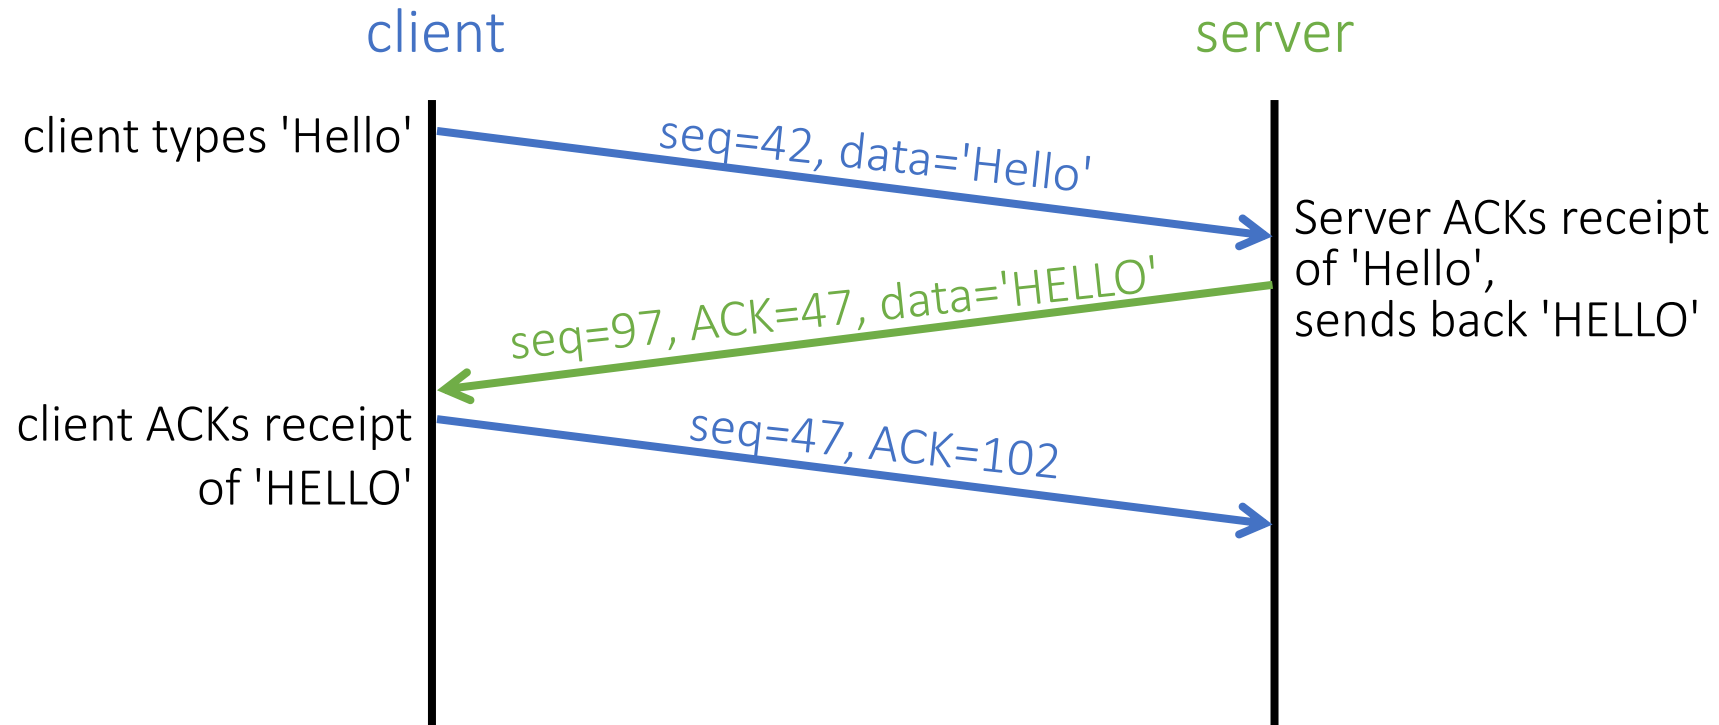 client
server
client types 'Hello'
seq=42, data='Hello'
Server ACKs receipt
of 'Hello',
sends back 'HELLO'
seq=97, ACK=47, data='HELLO'
client ACKs receipt
of 'HELLO'
seq=47, ACK=102